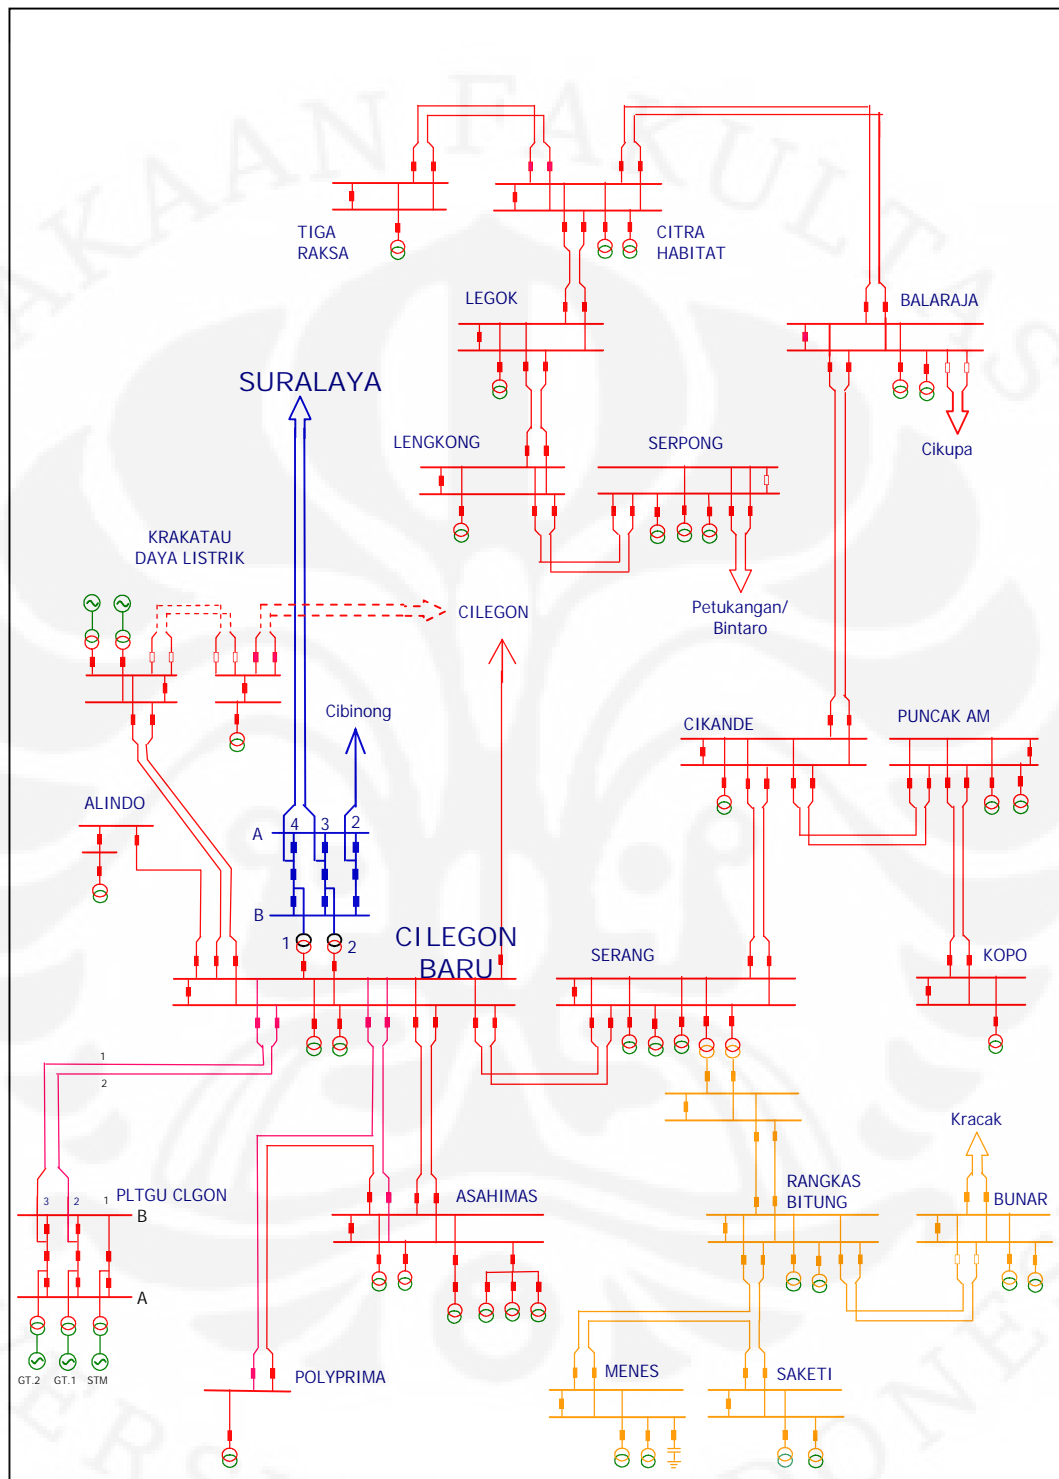 TIGA
RAKSA
CITRA
HABITAT
LEGOK
BALARAJA
SURALAYA
LENGKONG
SERPONG
Cikupa
KRAKATAU
DAYA LISTRIK
CILEGON
Petukangan/
Bintaro
Cibinong
CIKANDE
PUNCAK AM
ALINDO
A
4
3
2
B
1
2
CILEGON
BARU
SERANG
KOPO
1
2
Kracak
PLTGU CLGON
3
2
1
B
A
ASAHIMAS
RANGKAS
BITUNG
BUNAR
GT.2
GT.1
STM
POLYPRIMA
MENES
SAKETI